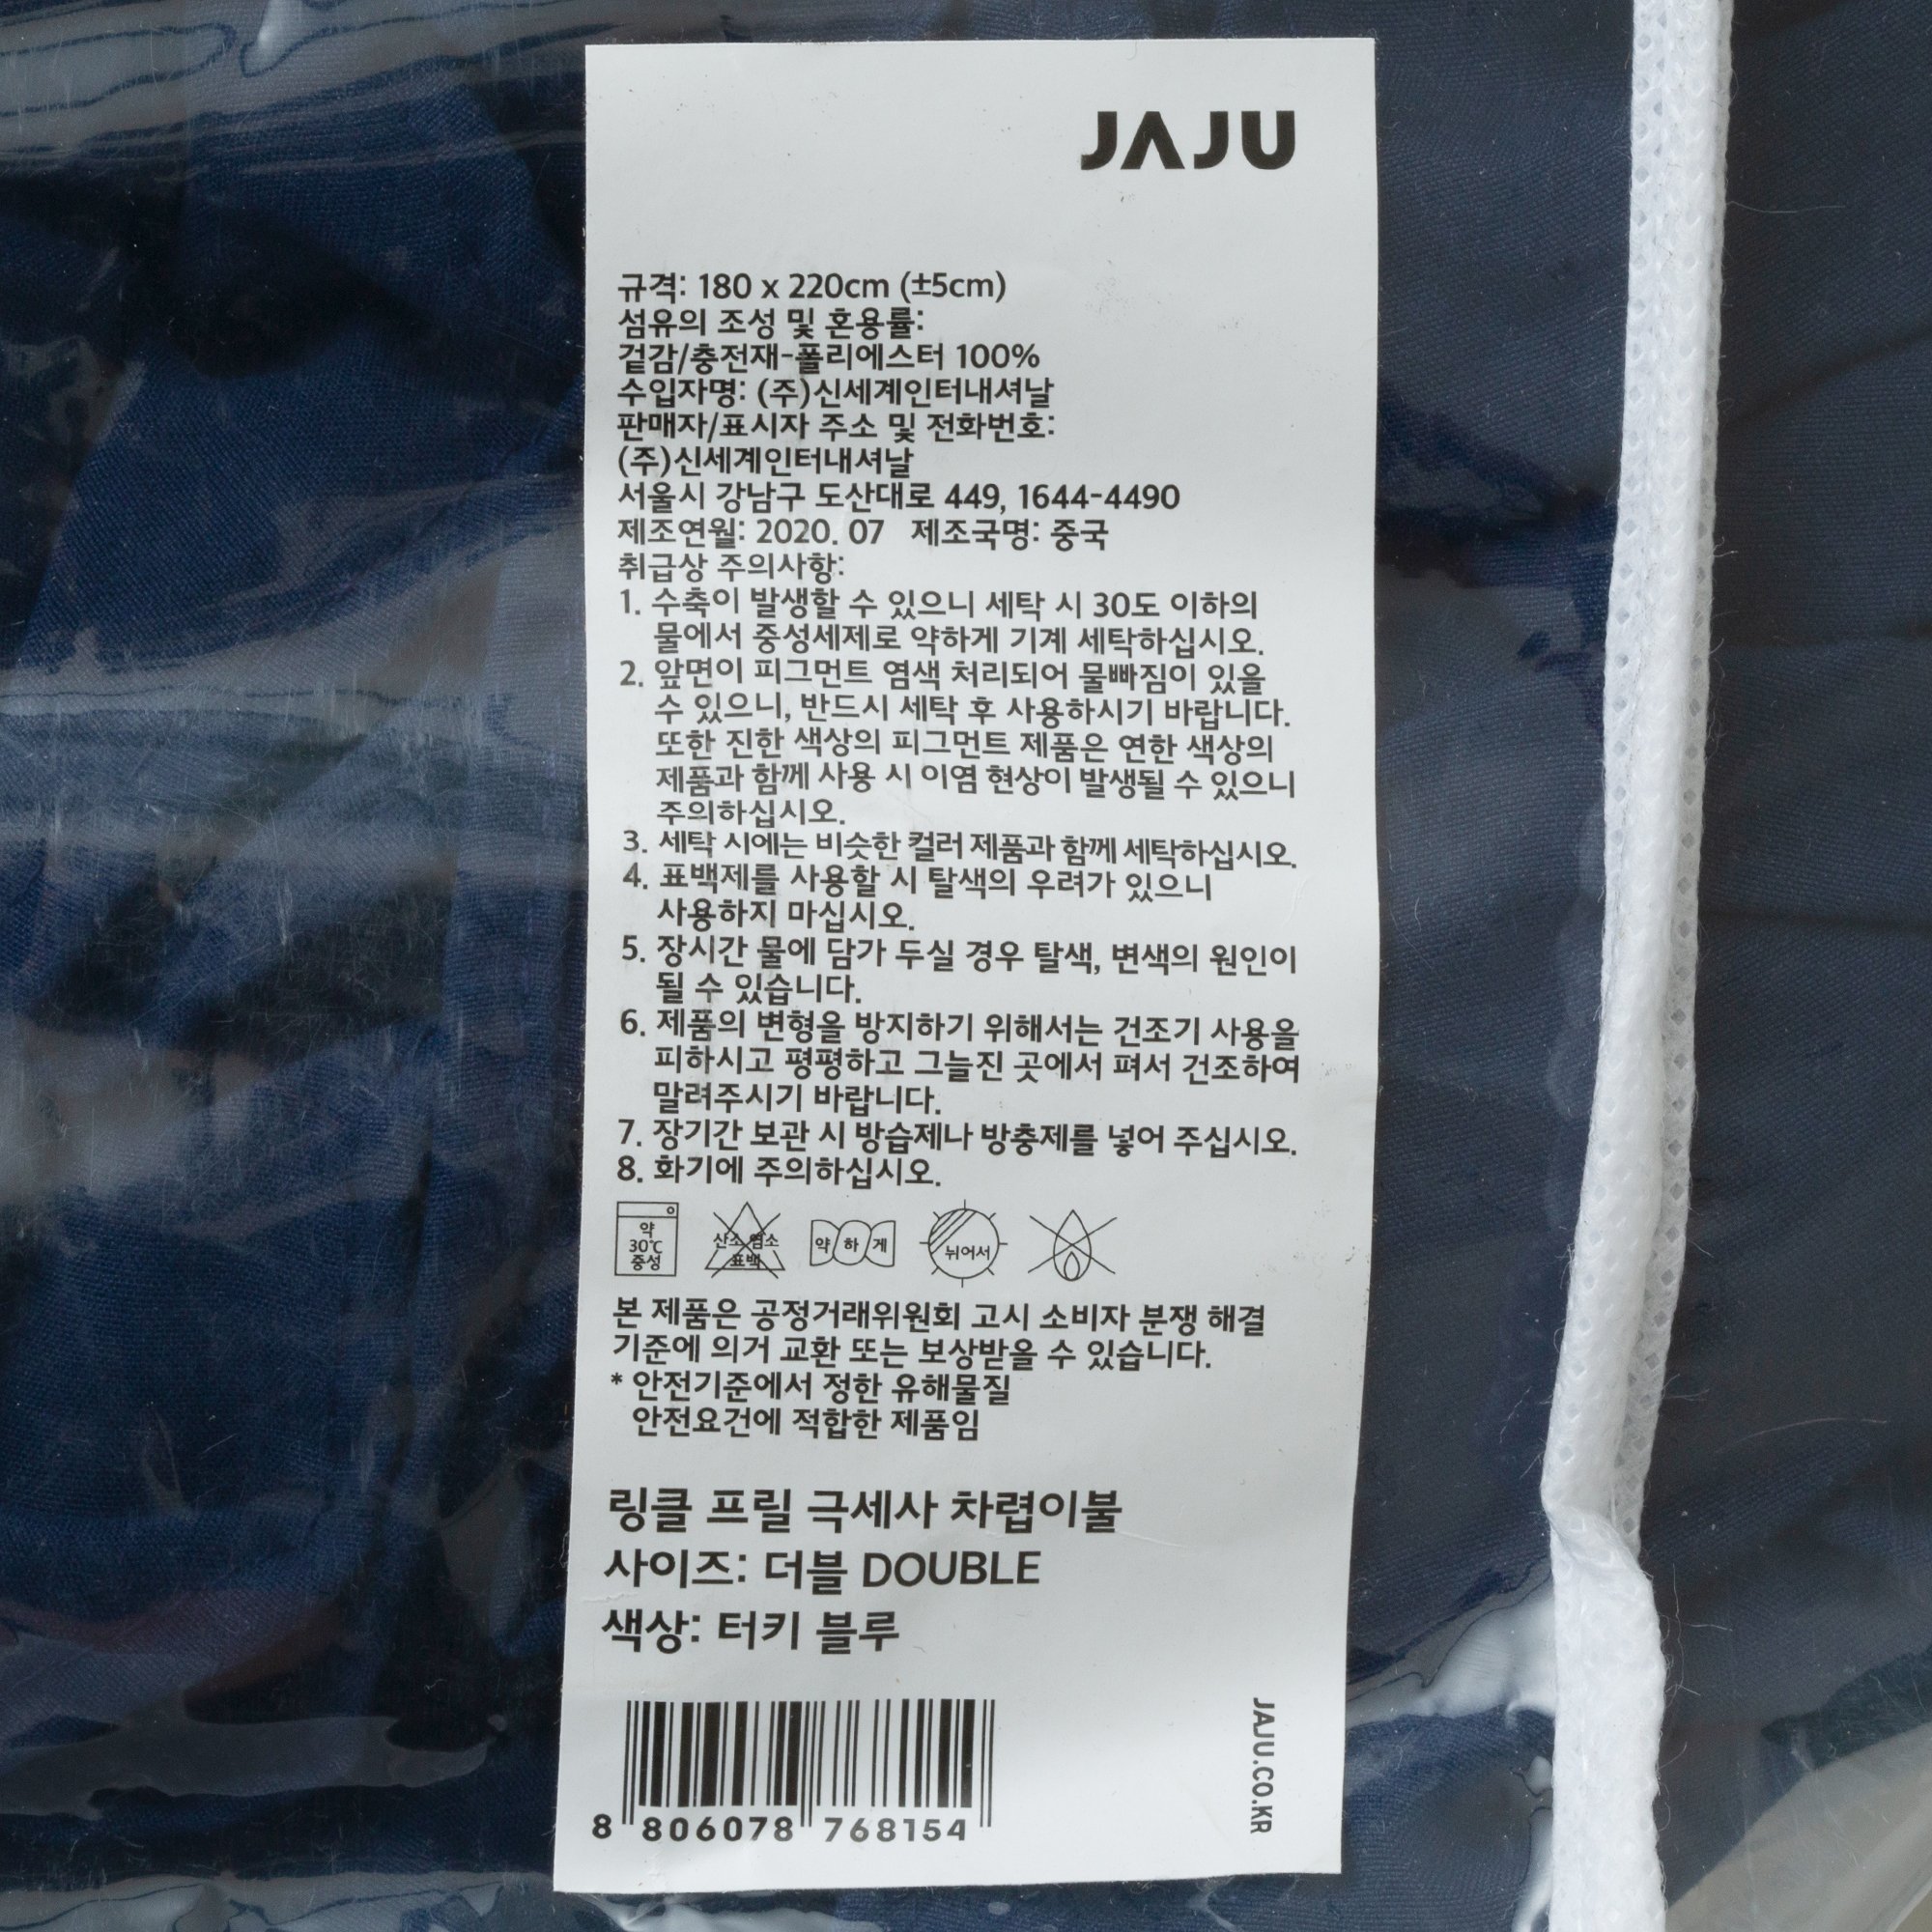 JAJU
규격: 180 x 220cm (±5cm)
섬유의 조성 및 혼용률:
겉감/충전재-폴리에스터 100%
수입자명: (주)신세계인터내셔날
판매자/표시자 주소 및 전화번호:
(주)신세계인터내셔날
서울시 강남구 도산대로 449, 1644-4490
제조연월: 2020. 07 제조국명: 중국
취급상 주의사항:
1. 수축이 발생할 수 있으니 세탁 시 30도 이하의
물에서 중성세제로 약하게 기계 세탁하십시오.
2. 앞면이 피그먼트 염색 처리되어 물빠짐이 있을
수 있으니, 반드시 세탁 후 사용하시기 바랍니다.
또한 진한 색상의 피그먼트 제품은 연한 색상의
제품과 함께 사용 시 이염 현상이 발생될 수 있으니
주의하십시오.
3. 세탁 시에는 비슷한 컬러 제품과 함께 세탁하십시오.
4. 표백제를 사용할 시 탈색의 우려가 있으니
사용하지 마십시오.
5. 장시간 물에 담가 두실 경우 탈색, 변색의 원인이
될 수 있습니다.
6. 제품의 변형을 방지하기 위해서는 건조기 사용을
피하시고 평평하고 그늘진 곳에서 펴서 건조하여
말려주시기 바랍니다.
7. 장기간 보관 시 방습제나 방충제를 넣어 주십시오.
8. 화기에 주의하십시오.
약 30℃ 중성
산소 염소 표백
약 하 게
뉘어서
본 제품은 공정거래위원회 고시 소비자 분쟁 해결
기준에 의거 교환 또는 보상받을 수 있습니다.
* 안전기준에서 정한 유해물질
안전요건에 적합한 제품임
링클 프릴 극세사 차렵이불
사이즈: 더블 DOUBLE
색상: 터키 블루
8 806078 768154
JAJU.CO.KR